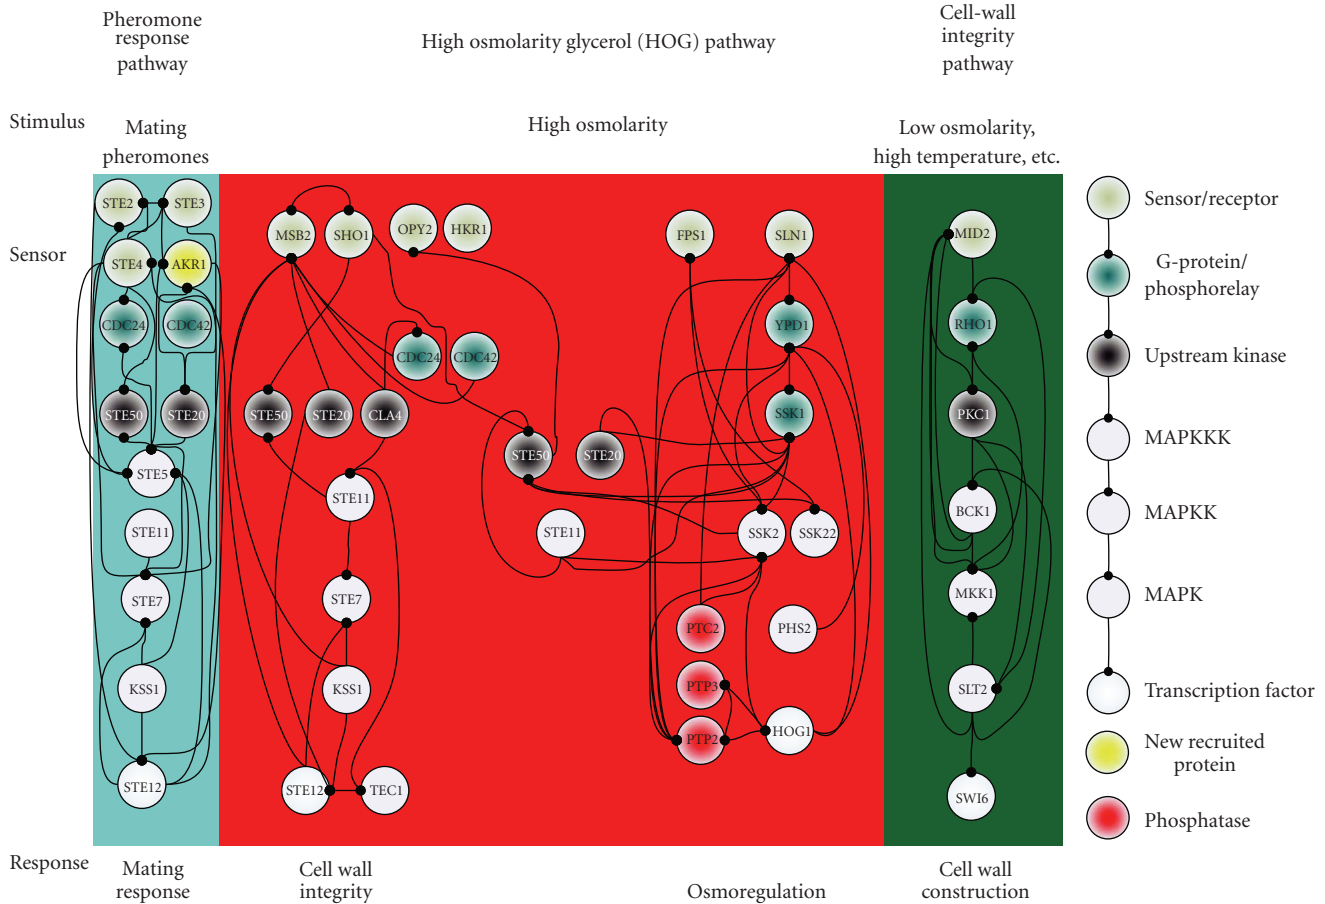 Pheromone
response
pathway
High osmolarity glycerol (HOG) pathway
Cell-wall
integrity
pathway
Stimulus
Mating
pheromones
High osmolarity
Low osmolarity,
high temperature, etc.
Sensor
STE2
STE3
STE4
AKR1
CDC24
CDC42
STE50
STE20
STE5
STE11
STE7
KSS1
STE12
MSB2
SHO1
OPY2
HKR1
CDC24
CDC42
STE50
STE20
CLA4
STE11
STE7
KSS1
STE12
TEC1
STE50
STE20
STE11
FPS1
SLN1
YPD1
SSK1
SSK2
SSK22
PTC2
PHS2
PTP3
PTP2
HOG1
MID2
RHO1
PKC1
BCK1
MKK1
SLT2
SWI6
Sensor/receptor
G-protein/
phosphorelay
Upstream kinase
MAPKKK
MAPKK
MAPK
Transcription factor
New recruited
protein
Phosphatase
Response
Mating
response
Cell wall
integrity
Osmoregulation
Cell wall
construction